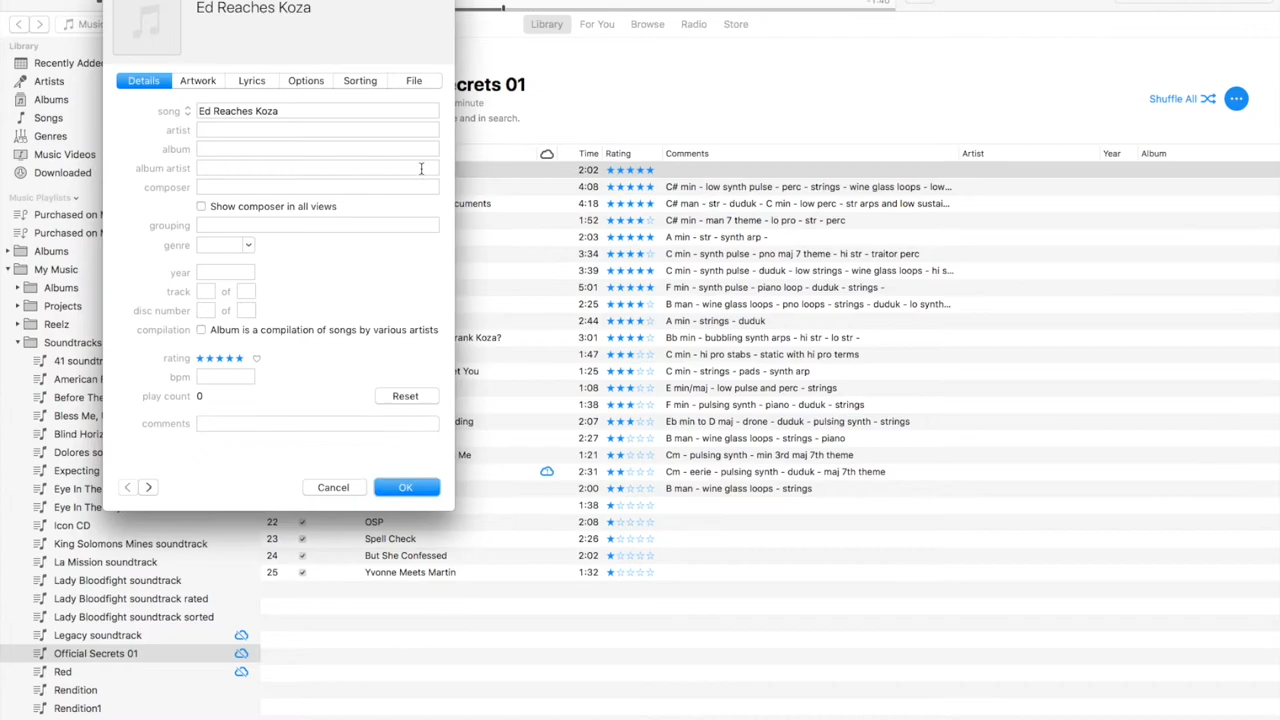 Ed Reaches Koza
-1:46
Music
Library
For You
Browse
Radio
Store
Library
Recently Added
Artists
Albums
Songs
Genres
Music Videos
Downloaded
Music Playlists
Purchased on
Purchased on
Albums
My Music
Albums
Projects
Reelz
Soundtracks
41 soundtr
American
Before The
Bless Me, U
Blind Horiz
Dolores so
Expecting
Eye In The
Eye In The
Icon CD
King Solomons Mines soundtrack
La Mission soundtrack
Lady Bloodfight soundtrack
Lady Bloodfight soundtrack rated
Lady Bloodfight soundtrack sorted
Legacy soundtrack
Official Secrets 01
Red
Rendition
Rendition1
Details Artwork Lyrics Options Sorting File
song Ed Reaches Koza
artist
album
album artist
composer
Show composer in all views
grouping
genre
year
track of
disc number of
compilation Album is a compilation of songs by various artists
rating ★★★★★
bpm
play count 0 Reset
comments
Cancel OK
ecrets 01
minute
e and in search.
Shuffle All
Time Rating Comments Artist Year Album
2:02 ★★★★★
4:08 ★★★★★ C# min - low synth pulse - perc - strings - wine glass loops - low...
ocuments 4:18 ★★★★★ C# man - str - duduk - C min - low perc - str arps and low sustai...
1:52 ★★★★★ C# min - man 7 theme - lo pro - str - perc
2:03 ★★★★★ A min - str - synth arp -
3:34 ★★★★☆ C min - synth pulse - pno maj 7 theme - hi str - traitor perc
3:39 ★★★★★ C min - synth pulse - duduk - low strings - wine glass loops - hi s...
5:01 ★★★★☆ F min - synth pulse - piano loop - duduk - strings -
2:25 ★★★★☆ B man - wine glass loops - pno loops - strings - duduk - lo synth...
2:44 ★★★★☆ A min - strings - duduk
rank Koza? 3:01 ★★★★☆ Bb min - bubbling synth arps - hi str - lo str -
1:47 ★★★☆☆ C min - hi pro stabs - static with hi pro terms
et You 1:25 ★★★☆☆ C min - strings - pads - synth arp
1:08 ★★★☆☆ E min/maj - low pulse and perc - strings
1:38 ★★★☆☆ F min - pulsing synth - piano - duduk - strings
ding 2:07 ★★★☆☆ Eb min to D maj - drone - duduk - pulsing synth - strings
2:27 ★★★☆☆ B man - wine glass loops - strings - piano
Me 1:21 ★★☆☆☆ Cm - pulsing synth - min 3rd maj 7th theme
2:31 ★★☆☆☆ Cm - eerie - pulsing synth - duduk - maj 7th theme
2:00 ★★☆☆☆ B man - wine glass loops - strings
1:38 ★☆☆☆☆
22 OSP 2:08 ★☆☆☆☆
23 Spell Check 2:26 ★☆☆☆☆
24 But She Confessed 2:02 ★☆☆☆☆
25 Yvonne Meets Martin 1:32 ★☆☆☆☆